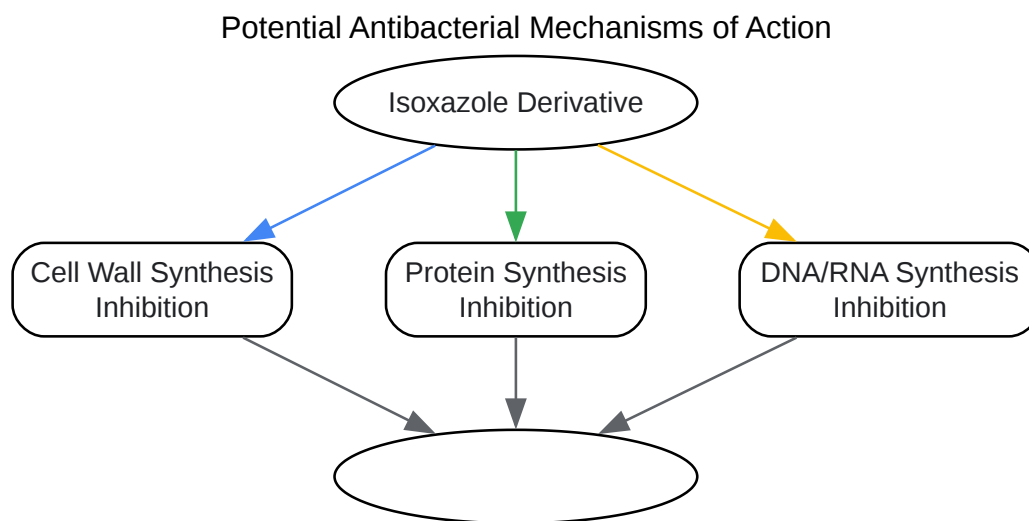 Potential Antibacterial Mechanisms of Action
Isoxazole Derivative
Cell Wall Synthesis
Inhibition
Protein Synthesis
Inhibition
DNA/RNA Synthesis
Inhibition